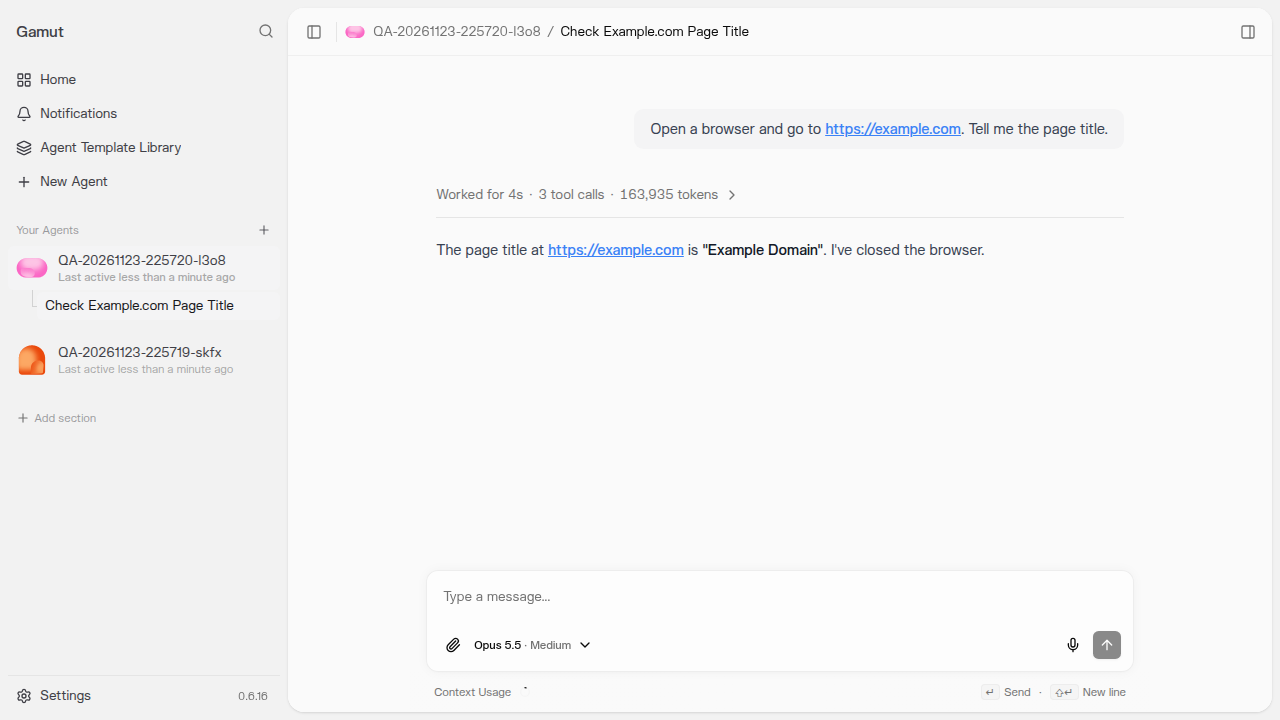 Gamut
Home
Notifications
Agent Template Library
New Agent
Your Agents
QA-20261123-225720-l3o8
Last active less than a minute ago
Check Example.com Page Title
QA-20261123-225719-skfx
Last active less than a minute ago
Add section
Settings
0.6.16
QA-20261123-225720-l3o8 / Check Example.com Page Title
Open a browser and go to https://example.com. Tell me the page title.
Worked for 4s · 3 tool calls · 163,935 tokens
The page title at https://example.com is "Example Domain". I've closed the browser.
Type a message...
Opus 5.5 · Medium
Context Usage
Send · New line